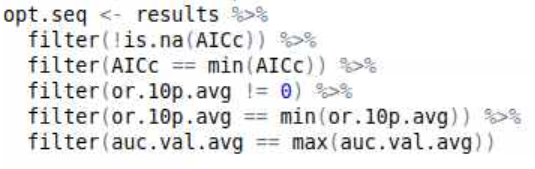 opt.seq <- results %>%
filter(!is.na(AICc)) %>%
filter(AICc == min(AICc)) %>%
filter(or.10p.avg != 0) %>%
filter(or.10p.avg == min(or.10p.avg)) %>%
filter(auc.val.avg == max(auc.val.avg))